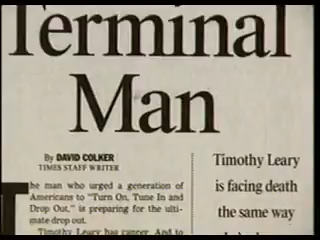 Terminal
Man
By DAVID COLKER
TIMES STAFF WRITER
The man who urged a generation of
Americans to "Turn On, Tune In and
Drop Out," is preparing for the ulti-
mate drop out.
Timothy Leary has cancer. And to
Timothy Leary
is facing death
the same way